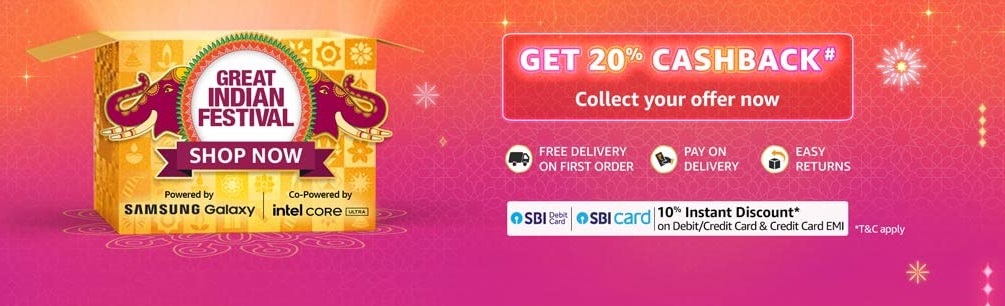 GREAT
INDIAN
FESTIVAL
SHOP NOW
Powered by
SAMSUNG Galaxy
Co-Powered by
intel CORE ULTRA
GET 20% CASHBACK#
Collect your offer now
FREE DELIVERY
ON FIRST ORDER
PAY ON
DELIVERY
EASY
RETURNS
SBI Debit Card
SBI card
10% Instant Discount*
on Debit/Credit Card & Credit Card EMI
*T&C apply